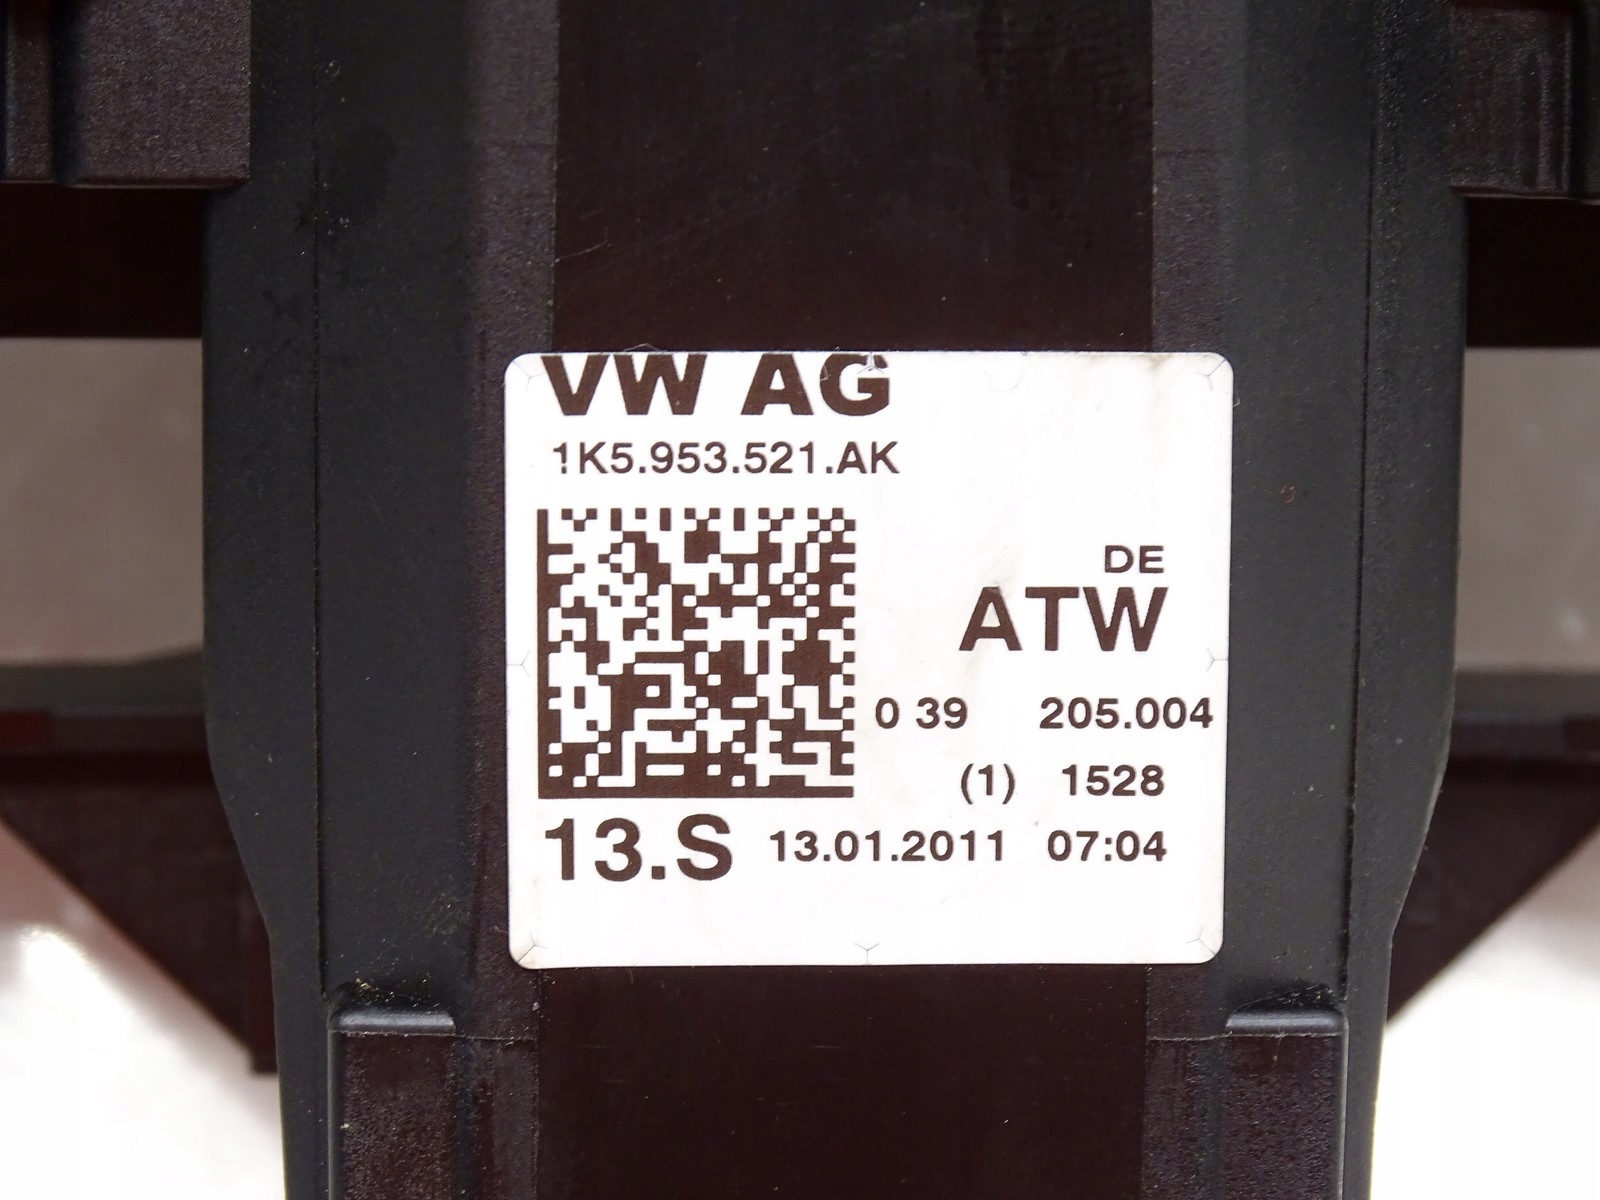 VW AG
1K5.953.521.AK
DE
ATW
0 39 205.004
(1) 1528
13.S 13.01.2011 07:04